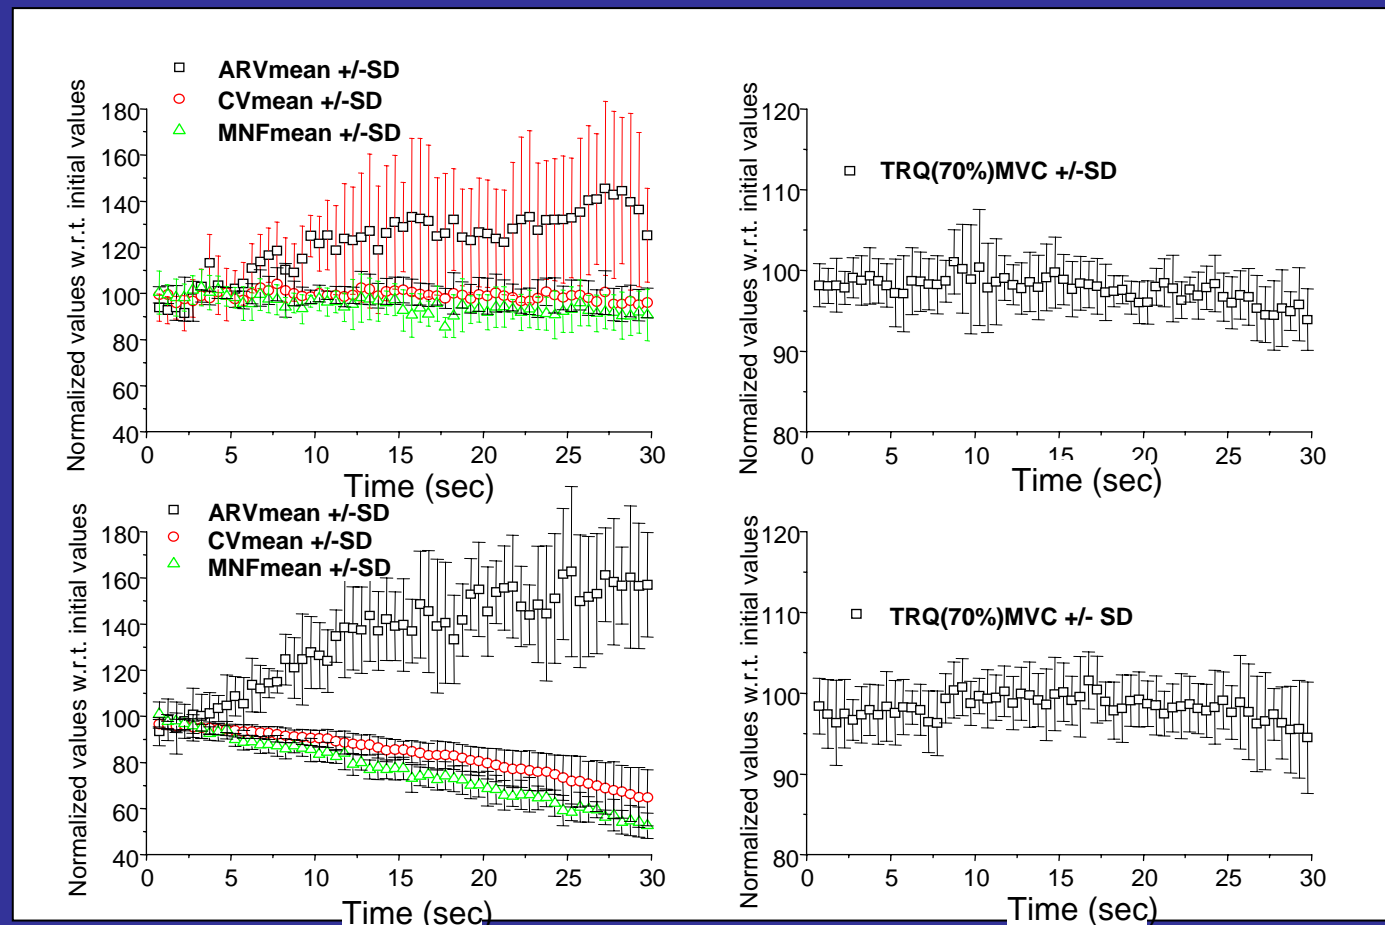 ARVmean +/-SD
CVmean +/-SD
MNFmean +/-SD
Normalized values w.r.t. initial values
180
160
140
120
100
80
60
40
0 5 10 15 20 25 30
Time (sec)
TRQ(70%)MVC +/-SD
Normalized values w.r.t. initial values
120
110
100
90
80
0 5 10 15 20 25 30
Time (sec)
ARVmean +/-SD
CVmean +/-SD
MNFmean +/-SD
Normalized values w.r.t. initial values
180
160
140
120
100
80
60
40
0 5 10 15 20 25 30
Time (sec)
TRQ(70%)MVC +/- SD
Normalized values w.r.t. initial values
120
110
100
90
80
0 5 10 15 20 25 30
Time (sec)